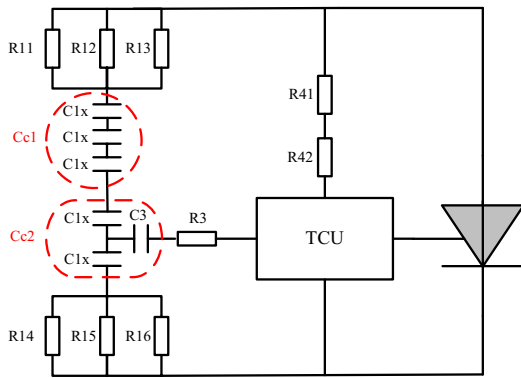 R11 R12 R13
C1x
Cc1
C1x
C1x
R41
R42
C1x C3 R3
Cc2
C1x
TCU
R14 R15 R16